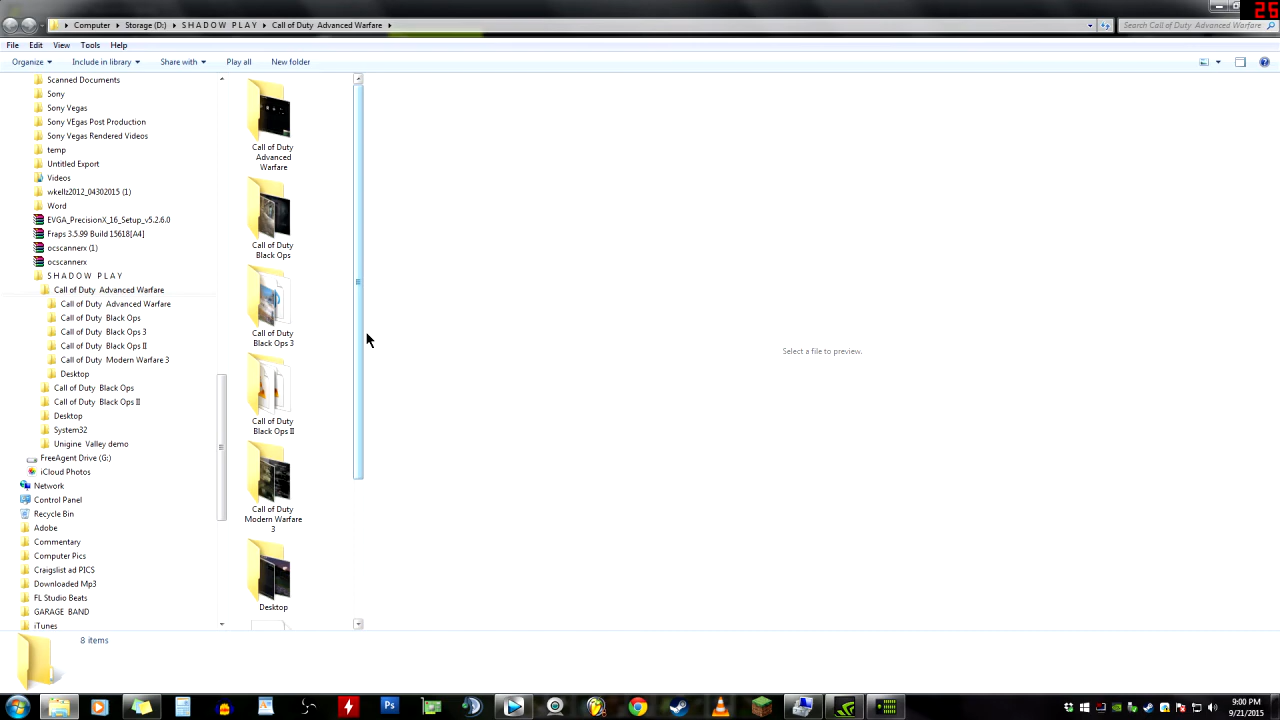 25
Computer ▸ Storage (D:) ▸ S H A D O W  P L A Y ▸ Call of Duty  Advanced Warfare ▸
Search Call of Duty  Advanced Warfare
File Edit View Tools Help
Organize Include in library Share with Play all New folder
Scanned Documents
Sony
Sony Vegas
Sony VEgas Post Production
Sony Vegas Rendered Videos
temp
Untitled Export
Videos
wkellz2012_04302015 (1)
Word
EVGA_PrecisionX_16_Setup_v5.2.6.0
Fraps 3.5.99 Build 15618[A4]
ocscannerx (1)
ocscannerx
S H A D O W  P L A Y
Call of Duty  Advanced Warfare
Call of Duty  Advanced Warfare
Call of Duty  Black Ops
Call of Duty  Black Ops 3
Call of Duty  Black Ops II
Call of Duty  Modern Warfare 3
Desktop
Call of Duty  Black Ops
Call of Duty  Black Ops II
Desktop
System32
Unigine  Valley demo
FreeAgent Drive (G:)
iCloud Photos
Network
Control Panel
Recycle Bin
Adobe
Commentary
Computer Pics
Craigslist ad PICS
Downloaded Mp3
FL Studio Beats
GARAGE  BAND
iTunes
Call of Duty
Advanced
Warfare
Call of Duty
Black Ops
Call of Duty
Black Ops 3
Call of Duty
Black Ops II
Call of Duty
Modern Warfare
3
Desktop
Select a file to preview.
8 items
Ps
9:00 PM
9/21/2015